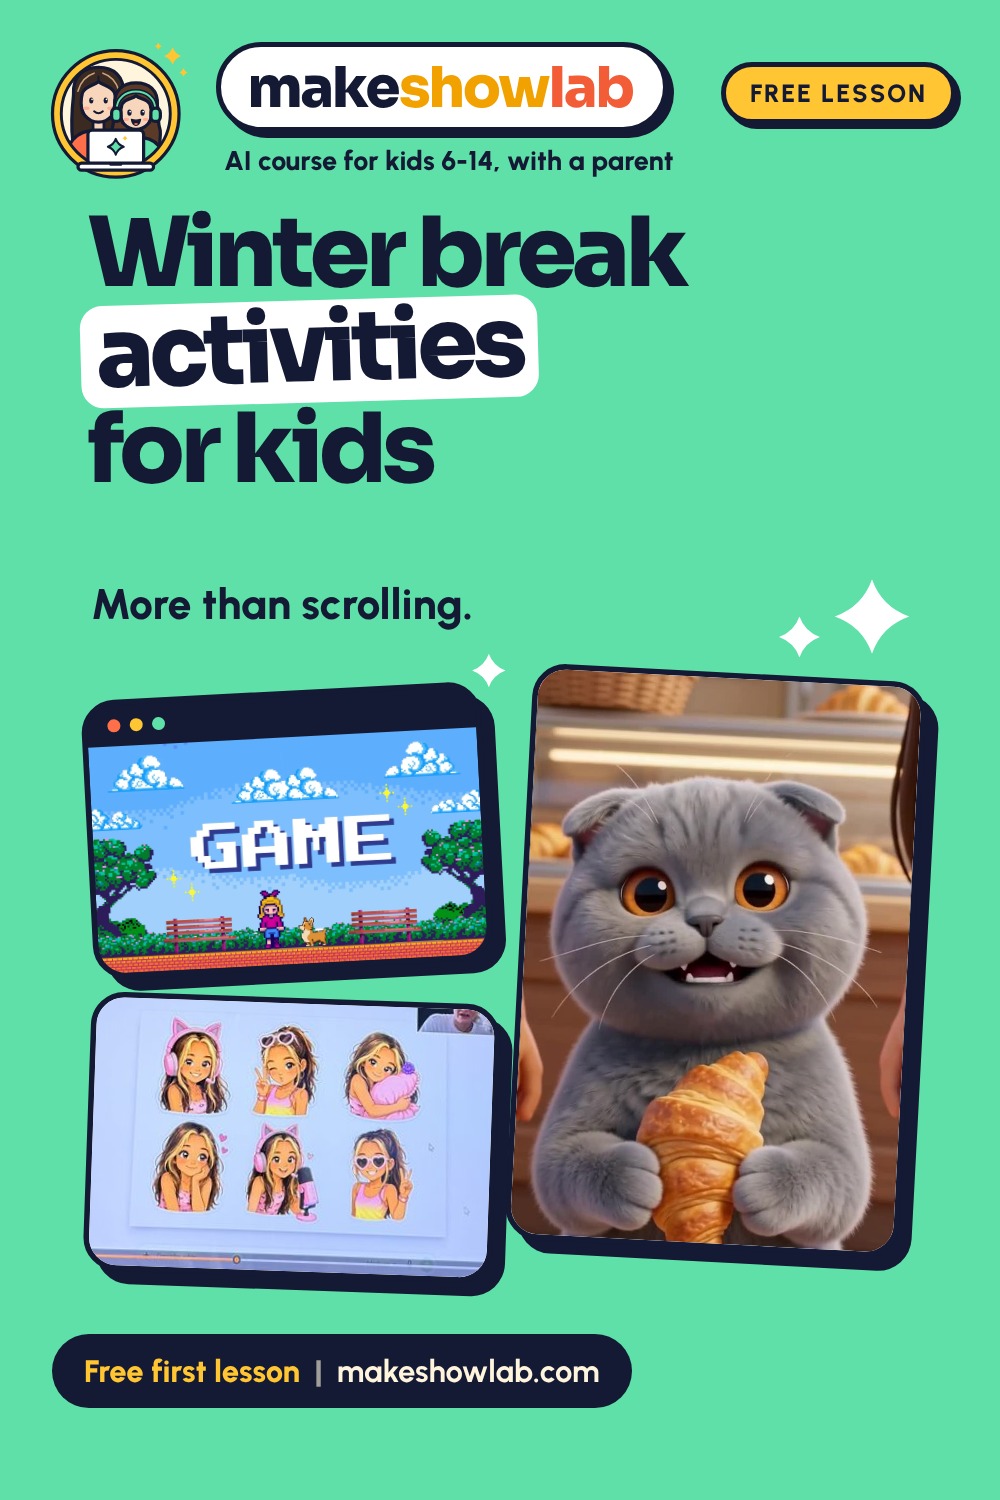 makeshowlab
FREE LESSON
AI course for kids 6-14, with a parent
Winter break
activities
for kids
More than scrolling.
GAME
Free first lesson | makeshowlab.com